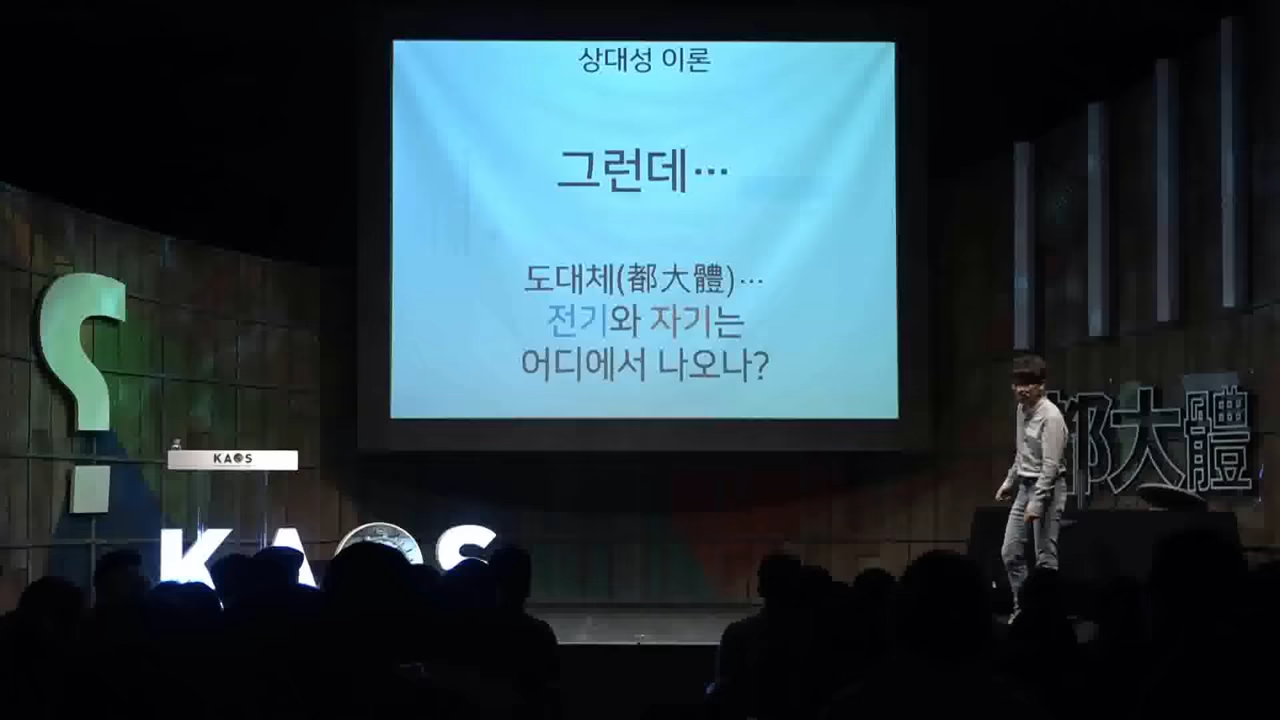 상대성 이론
그런데…
도대체(都大體)…
전기와 자기는
어디에서 나오나?
KAOS
KAOS
都大體